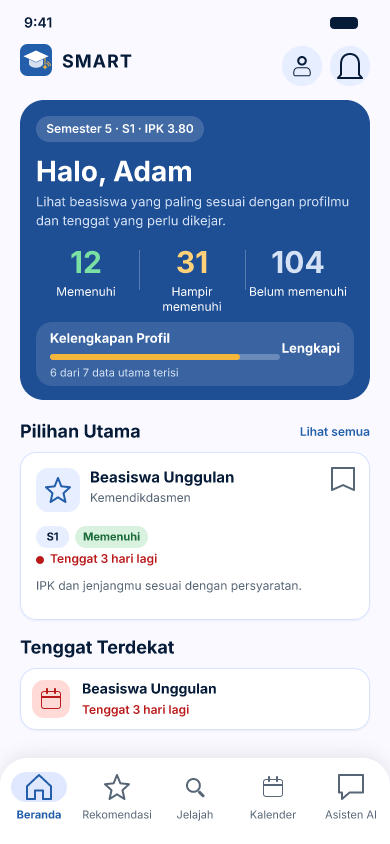 9:41
SMART
Semester 5 · S1 · IPK 3.80
Halo, Adam
Lihat beasiswa yang paling sesuai dengan profilmu
dan tenggat yang perlu dikejar.
12
Memenuhi
31
Hampir
memenuhi
104
Belum memenuhi
Kelengkapan Profil
Lengkapi
6 dari 7 data utama terisi
Pilihan Utama
Lihat semua
Beasiswa Unggulan
Kemendikdasmen
S1
Memenuhi
Tenggat 3 hari lagi
IPK dan jenjangmu sesuai dengan persyaratan.
Tenggat Terdekat
Beasiswa Unggulan
Tenggat 3 hari lagi
Beranda
Rekomendasi
Jelajah
Kalender
Asisten AI